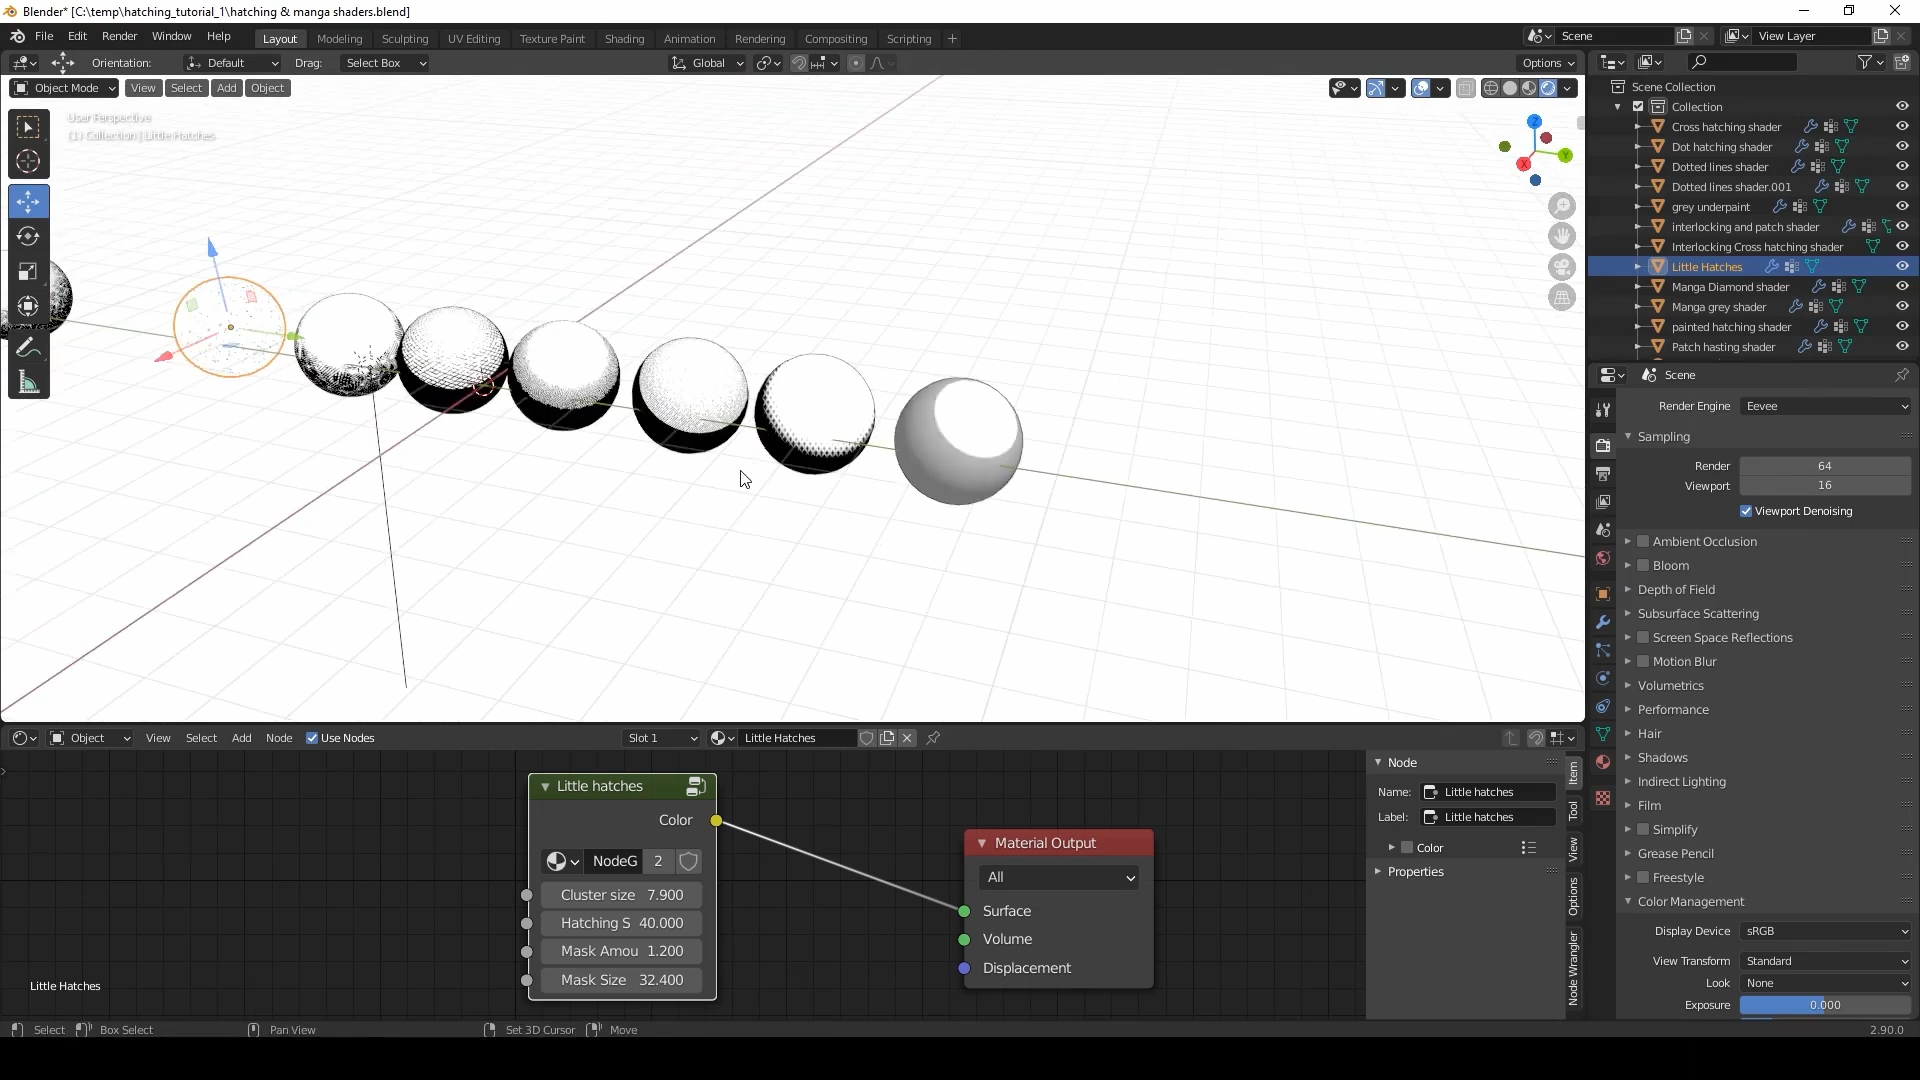 Blender* [C:\temp\hatching_tutorial_1\hatching & manga shaders.blend]
File Edit Render Window Help Layout Modeling Sculpting UV Editing Texture Paint Shading Animation Rendering Compositing Scripting + Scene View Layer
Orientation: Default Drag: Select Box Global Options
Object Mode View Select Add Object
User Perspective
(1) Collection | Little Hatches
Z
Y
X
Scene Collection
Collection
Cross hatching shader
Dot hatching shader
Dotted lines shader
Dotted lines shader.001
grey underpaint
interlocking and patch shader
Interlocking Cross hatching shader
Little Hatches
Manga Diamond shader
Manga grey shader
painted hatching shader
Patch hasting shader
Scene
Render Engine Eevee
Sampling
Render 64
Viewport 16
Viewport Denoising
Ambient Occlusion
Bloom
Depth of Field
Subsurface Scattering
Screen Space Reflections
Motion Blur
Volumetrics
Performance
Hair
Shadows
Indirect Lighting
Film
Simplify
Grease Pencil
Freestyle
Color Management
Display Device sRGB
View Transform Standard
Look None
Exposure 0.000
Object View Select Add Node Use Nodes Slot 1 Little Hatches
Little hatches
Color
NodeG 2
Cluster size 7.900
Hatching S 40.000
Mask Amou 1.200
Mask Size 32.400
Material Output
All
Surface
Volume
Displacement
Node
Name: Little hatches
Label: Little hatches
Color
Properties
Item
Tool
View
Options
Node Wrangler
Little Hatches
Select Box Select Pan View Set 3D Cursor Move 2.90.0